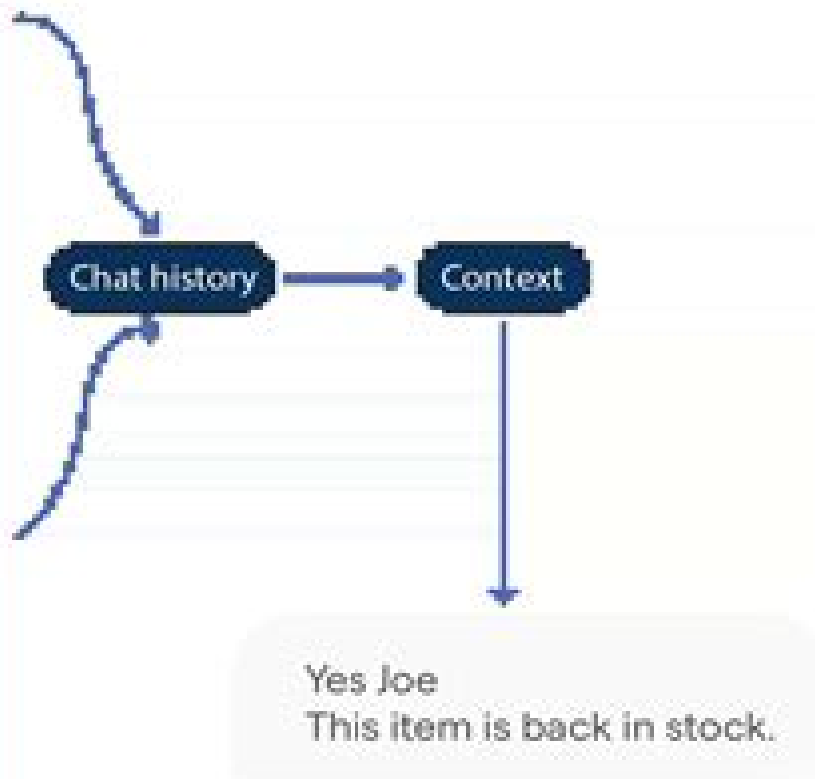 Chat history
Context
Yes Joe
This item is back in stock.